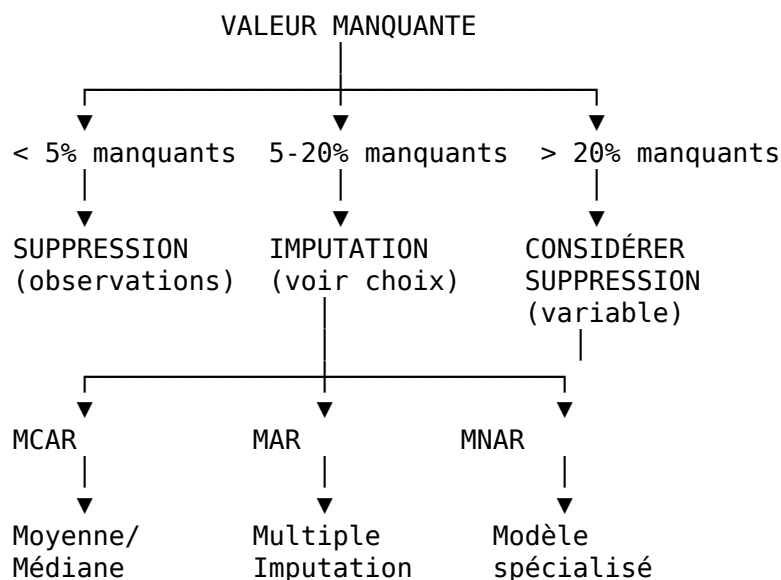 VALEUR MANQUANTE
< 5% manquants 5-20% manquants > 20% manquants
SUPPRESSION IMPUTATION CONSIDÉRER
(observations) (voir choix) SUPPRESSION
(variable)
MCAR MAR MNAR
Moyenne/ Multiple Modèle
Médiane Imputation spécialisé